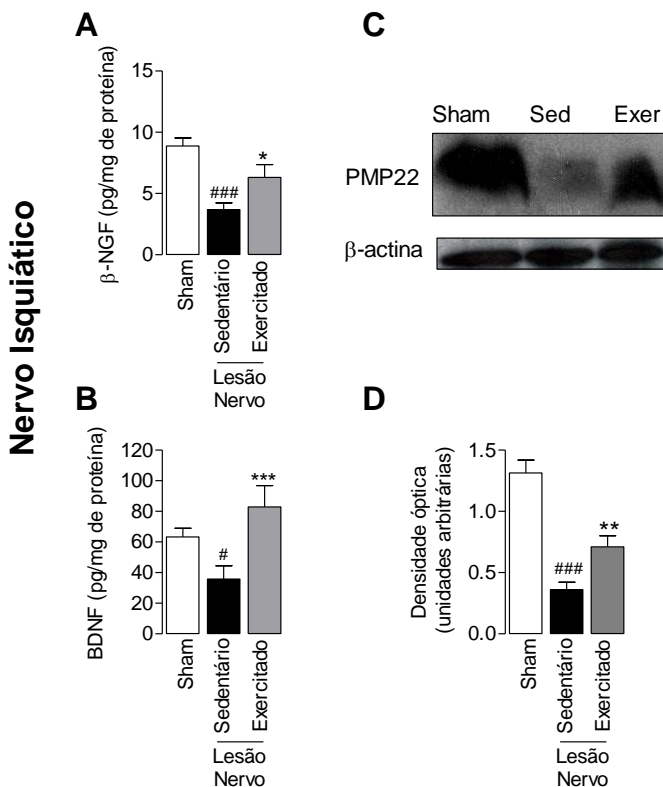 Nervo Isquiático
A
β-NGF (pg/mg de proteína)
15
10
5
0
###
*
Sham
Sedentário
Exercitado
Lesão
Nervo
B
BDNF (pg/mg de proteína)
120
100
80
60
40
20
0
#
***
Sham
Sedentário
Exercitado
Lesão
Nervo
C
Sham Sed Exer
PMP22
β-actina
D
Densidade óptica
(unidades arbitrárias)
1.5
1.0
0.5
0.0
###
**
Sham
Sedentário
Exercitado
Lesão
Nervo